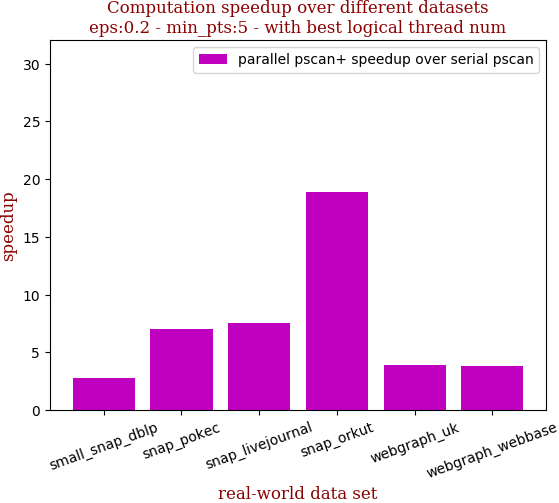 Computation speedup over different datasets
eps:0.2 - min_pts:5 - with best logical thread num
parallel pscan+ speedup over serial pscan
speedup
30
25
20
15
10
5
0
small_snap_dblp
snap_pokec
snap_livejournal
snap_orkut
webgraph_uk
webgraph_webbase
real-world data set